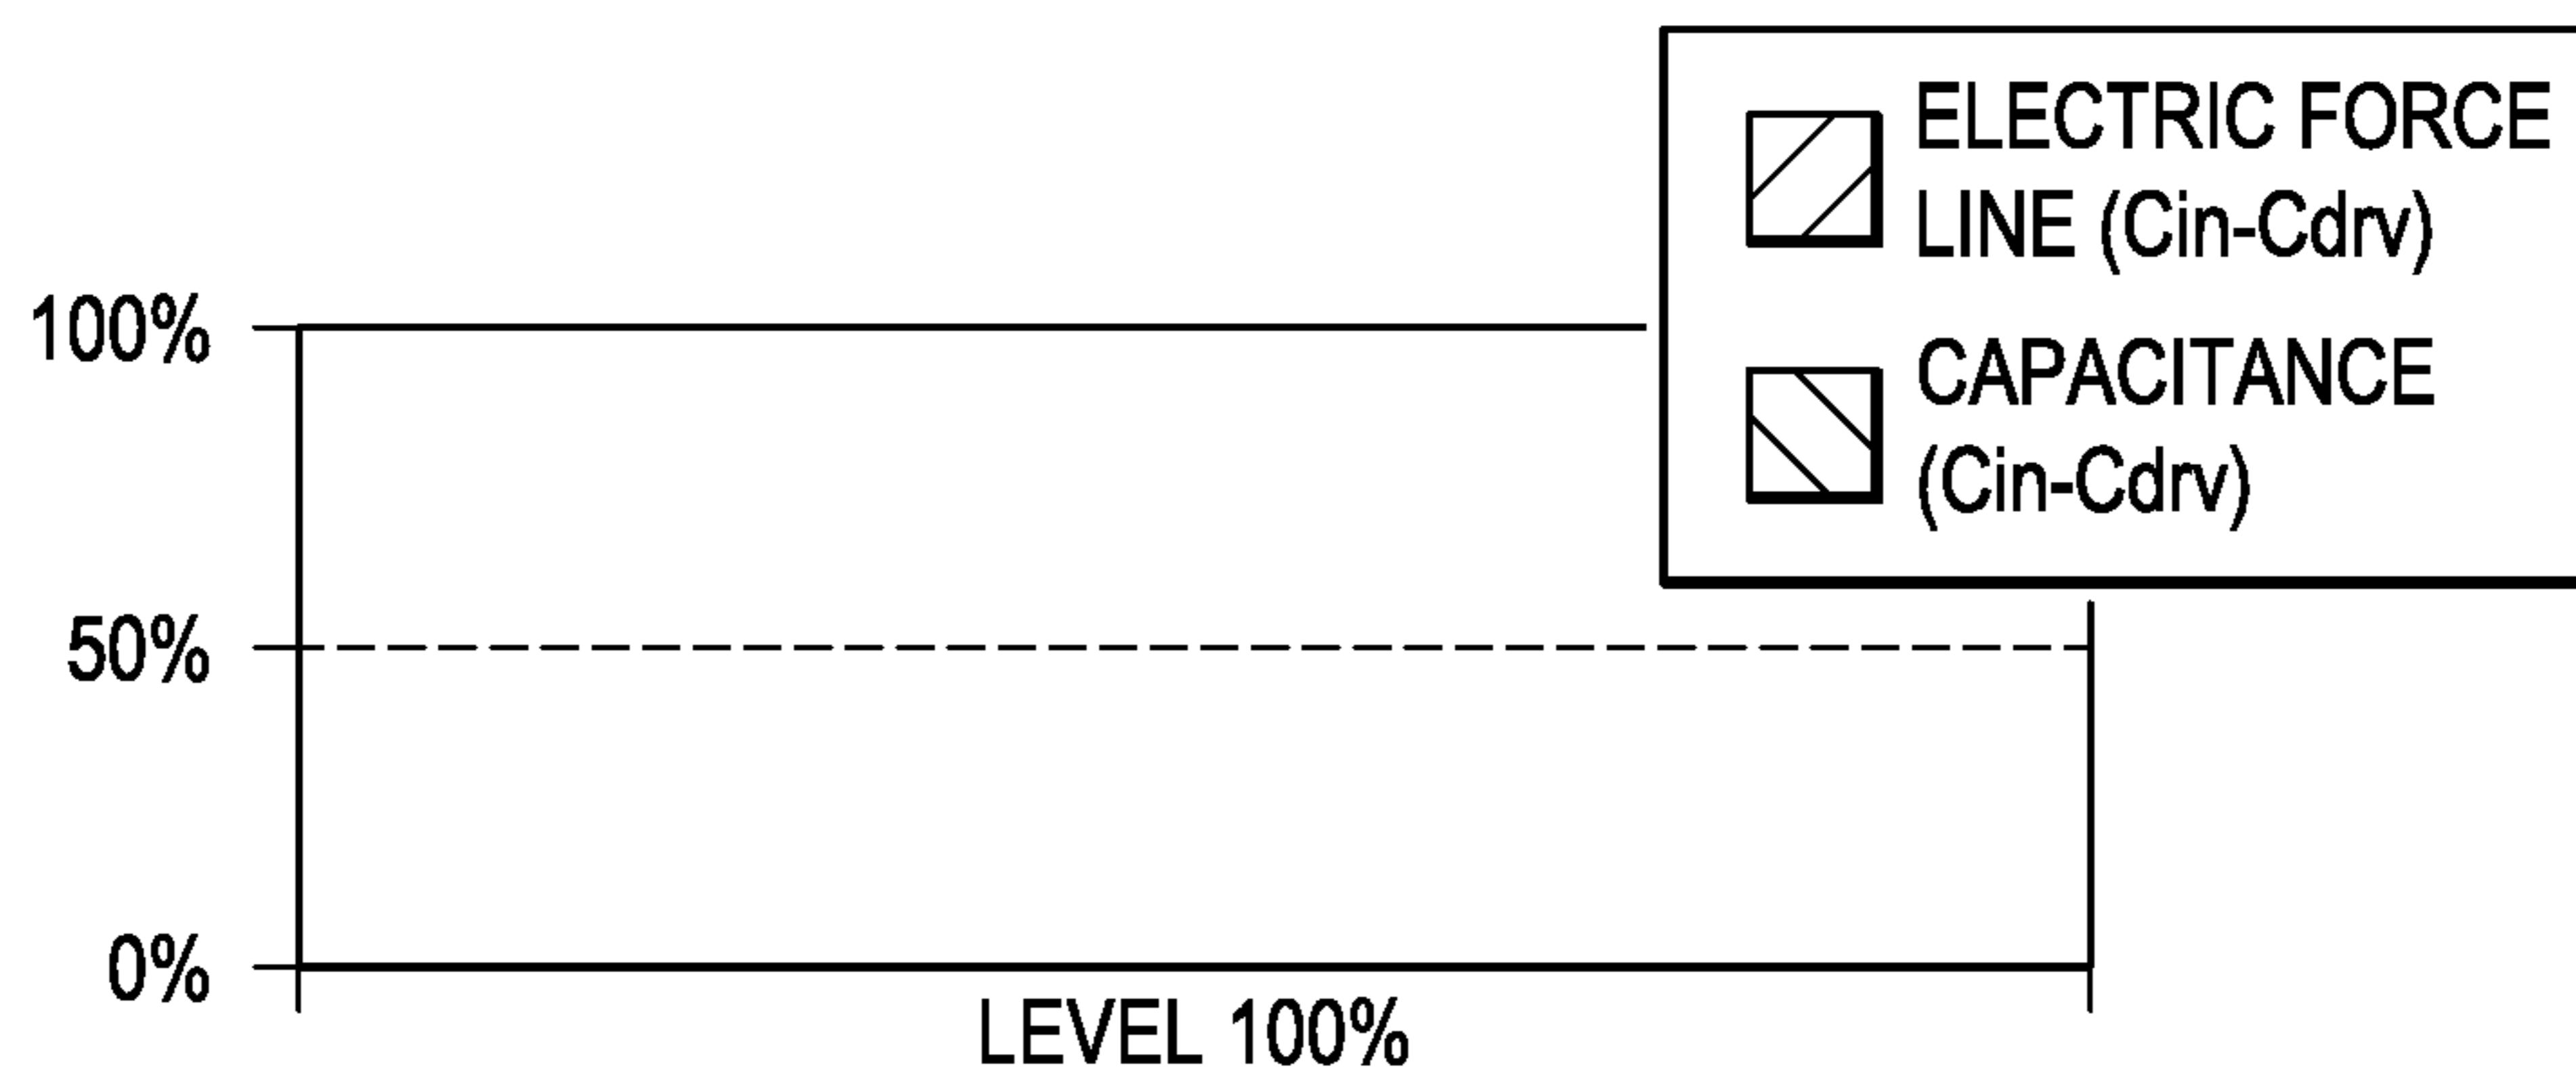 ELECTRIC FORCE
LINE (Cin-Cdrv)
CAPACITANCE
(Cin-Cdrv)
100%
50%
0%
LEVEL 100%